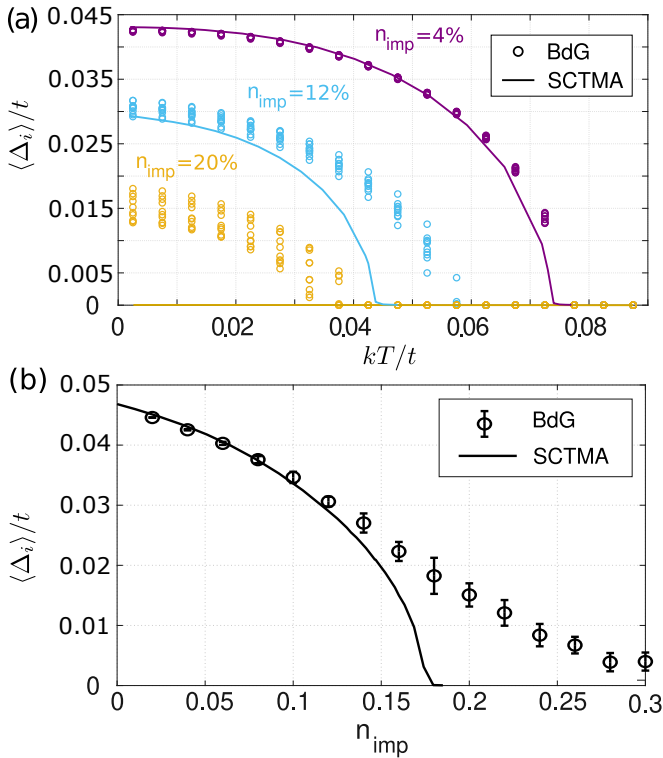 (a)
0.045
0.035
0.025
0.015
0.005
0
⟨Δᵢ⟩/t
n_imp=4%
n_imp=12%
n_imp=20%
BdG
SCTMA
0 0.02 0.04 0.06 0.08
kT/t
(b)
0.05
0.04
0.03
0.02
0.01
0
⟨Δᵢ⟩/t
BdG
SCTMA
0 0.05 0.1 0.15 0.2 0.25 0.3
n_imp